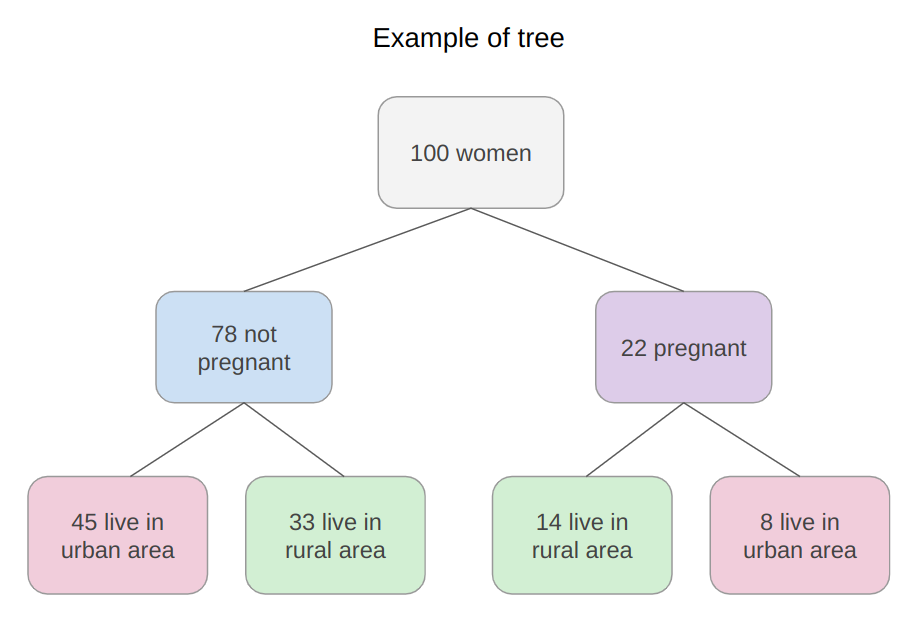 Example of tree
100 women
78 not
pregnant
22 pregnant
45 live in
urban area
33 live in
rural area
14 live in
rural area
8 live in
urban area